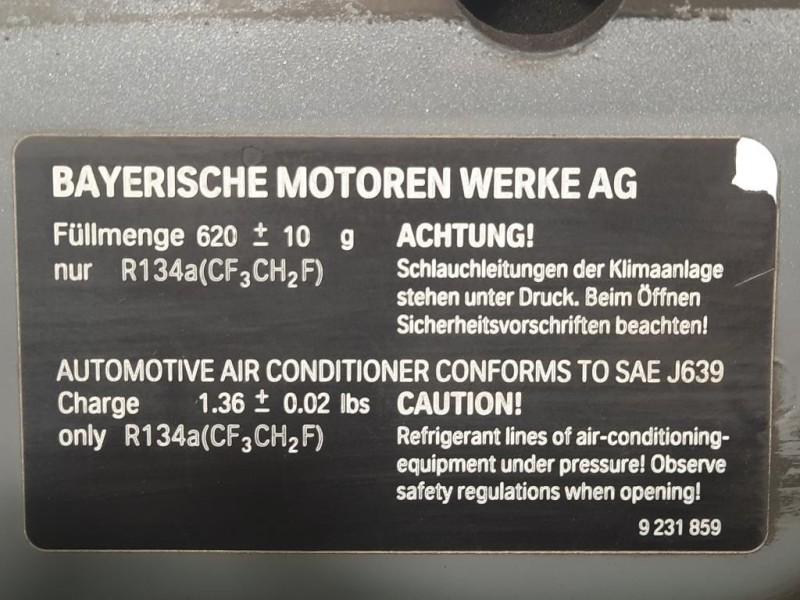 BAYERISCHE MOTOREN WERKE AG
Füllmenge 620 ± 10 g
nur R134a(CF₃CH₂F)
ACHTUNG!
Schlauchleitungen der Klimaanlage
stehen unter Druck. Beim Öffnen
Sicherheitsvorschriften beachten!
AUTOMOTIVE AIR CONDITIONER CONFORMS TO SAE J639
Charge 1.36 ± 0.02 lbs
only R134a(CF₃CH₂F)
CAUTION!
Refrigerant lines of air-conditioning-
equipment under pressure! Observe
safety regulations when opening!
9 231 859